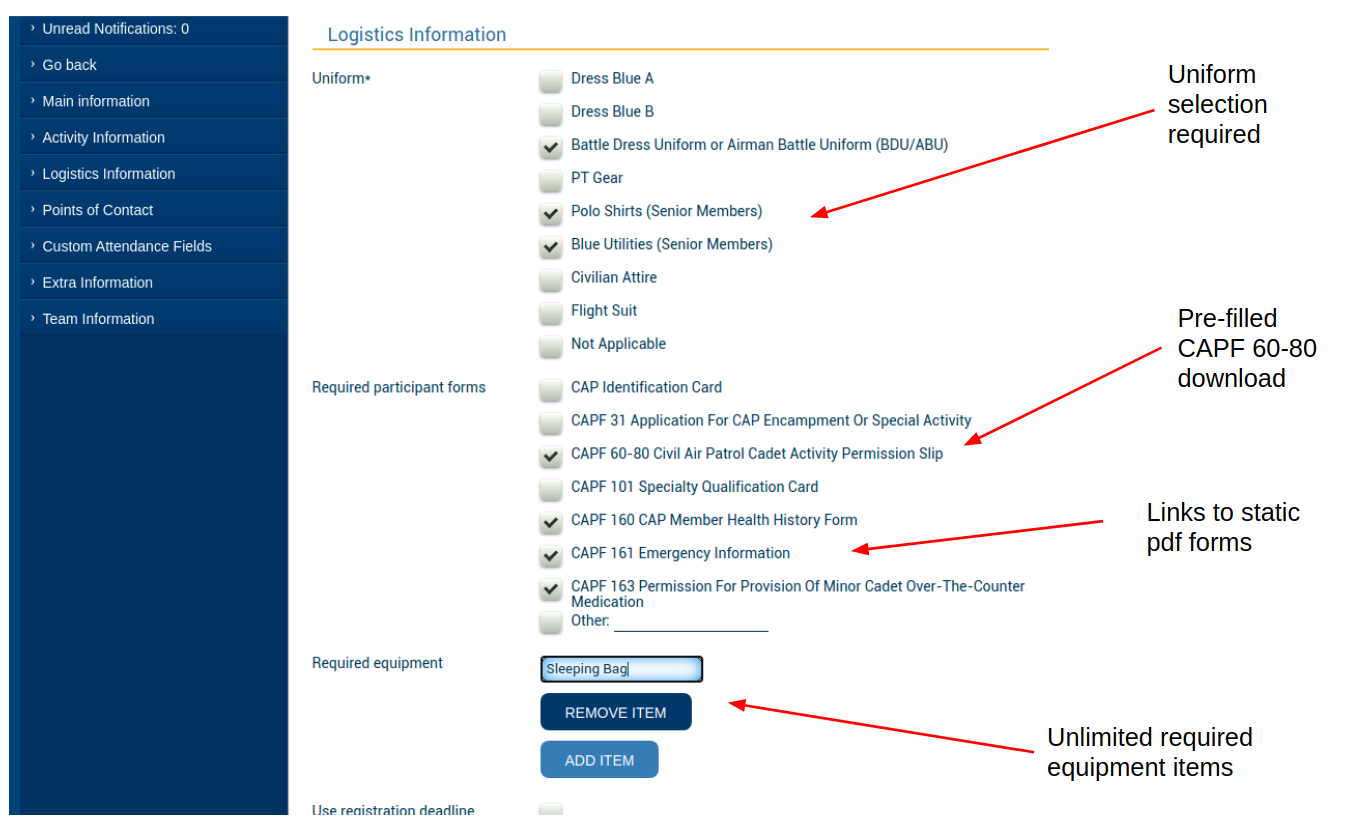 Unread Notifications: 0
Go back
Main information
Activity Information
Logistics Information
Points of Contact
Custom Attendance Fields
Extra Information
Team Information
Logistics Information
Uniform*
Dress Blue A
Dress Blue B
Battle Dress Uniform or Airman Battle Uniform (BDU/ABU)
PT Gear
Polo Shirts (Senior Members)
Blue Utilities (Senior Members)
Civilian Attire
Flight Suit
Not Applicable
Required participant forms
CAP Identification Card
CAPF 31 Application For CAP Encampment Or Special Activity
CAPF 60-80 Civil Air Patrol Cadet Activity Permission Slip
CAPF 101 Specialty Qualification Card
CAPF 160 CAP Member Health History Form
CAPF 161 Emergency Information
CAPF 163 Permission For Provision Of Minor Cadet Over-The-Counter
Medication
Other:
Required equipment
Sleeping Bag
REMOVE ITEM
ADD ITEM
Use registration deadline
Uniform
selection
required
Pre-filled
CAPF 60-80
download
Links to static
pdf forms
Unlimited required
equipment items